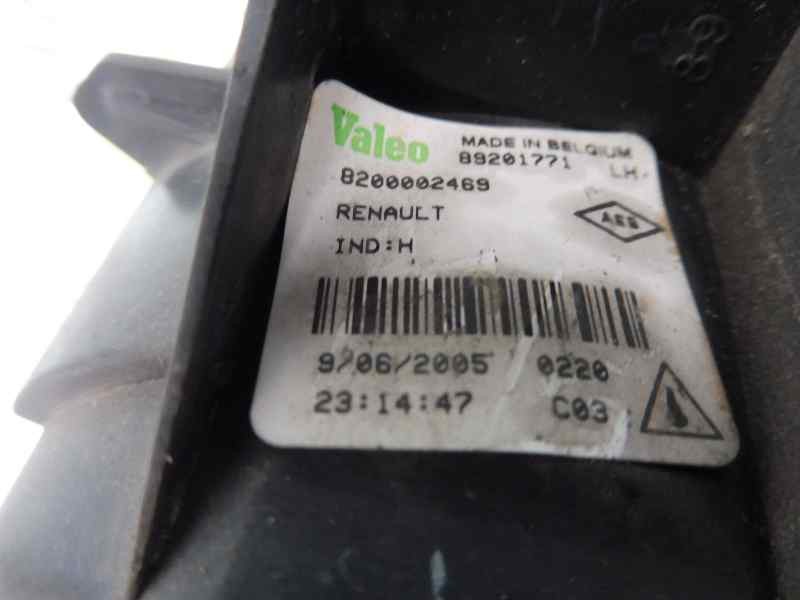 Valeo MADE IN BELGIUM
89201771 LH
8200002469
RENAULT AES
IND:H
9/06/2005 0220
23:14:47 C03